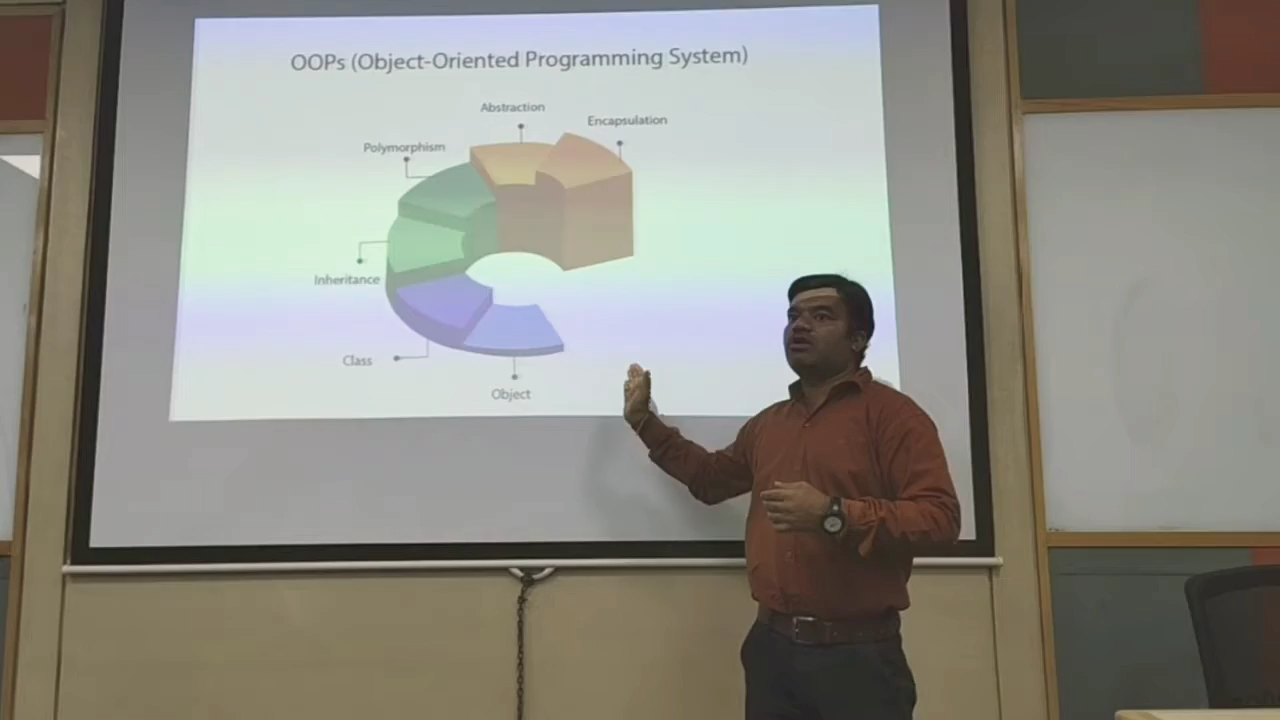 OOPs (Object-Oriented Programming System)
Abstraction
Encapsulation
Polymorphism
Inheritance
Class
Object